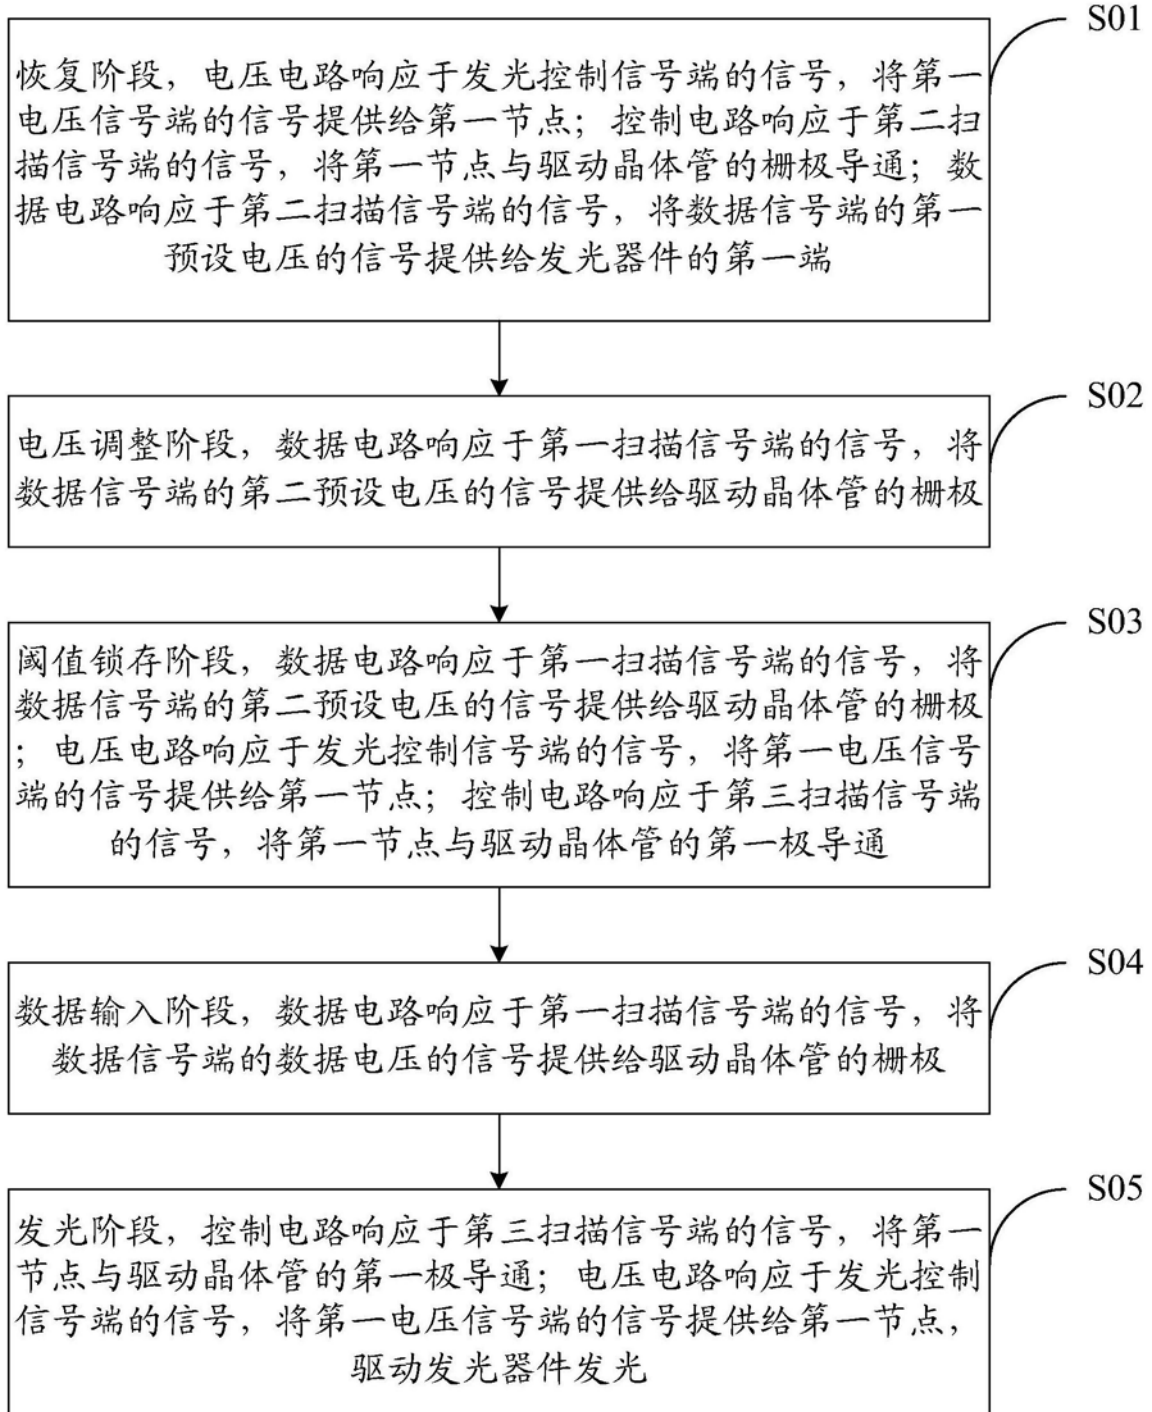 S01
恢复阶段，电压电路响应于发光控制信号端的信号，将第一
电压信号端的信号提供给第一节点；控制电路响应于第二扫
描信号端的信号，将第一节点与驱动晶体管的栅极导通；数
据电路响应于第二扫描信号端的信号，将数据信号端的第一
预设电压的信号提供给发光器件的第一端
S02
电压调整阶段，数据电路响应于第一扫描信号端的信号，将
数据信号端的第二预设电压的信号提供给驱动晶体管的栅极
S03
阈值锁存阶段，数据电路响应于第一扫描信号端的信号，将
数据信号端的第二预设电压的信号提供给驱动晶体管的栅极
；电压电路响应于发光控制信号端的信号，将第一电压信号
端的信号提供给第一节点；控制电路响应于第三扫描信号端
的信号，将第一节点与驱动晶体管的第一极导通
S04
数据输入阶段，数据电路响应于第一扫描信号端的信号，将
数据信号端的数据电压的信号提供给驱动晶体管的栅极
S05
发光阶段，控制电路响应于第三扫描信号端的信号，将第一
节点与驱动晶体管的第一极导通；电压电路响应于发光控制
信号端的信号，将第一电压信号端的信号提供给第一节点，
驱动发光器件发光